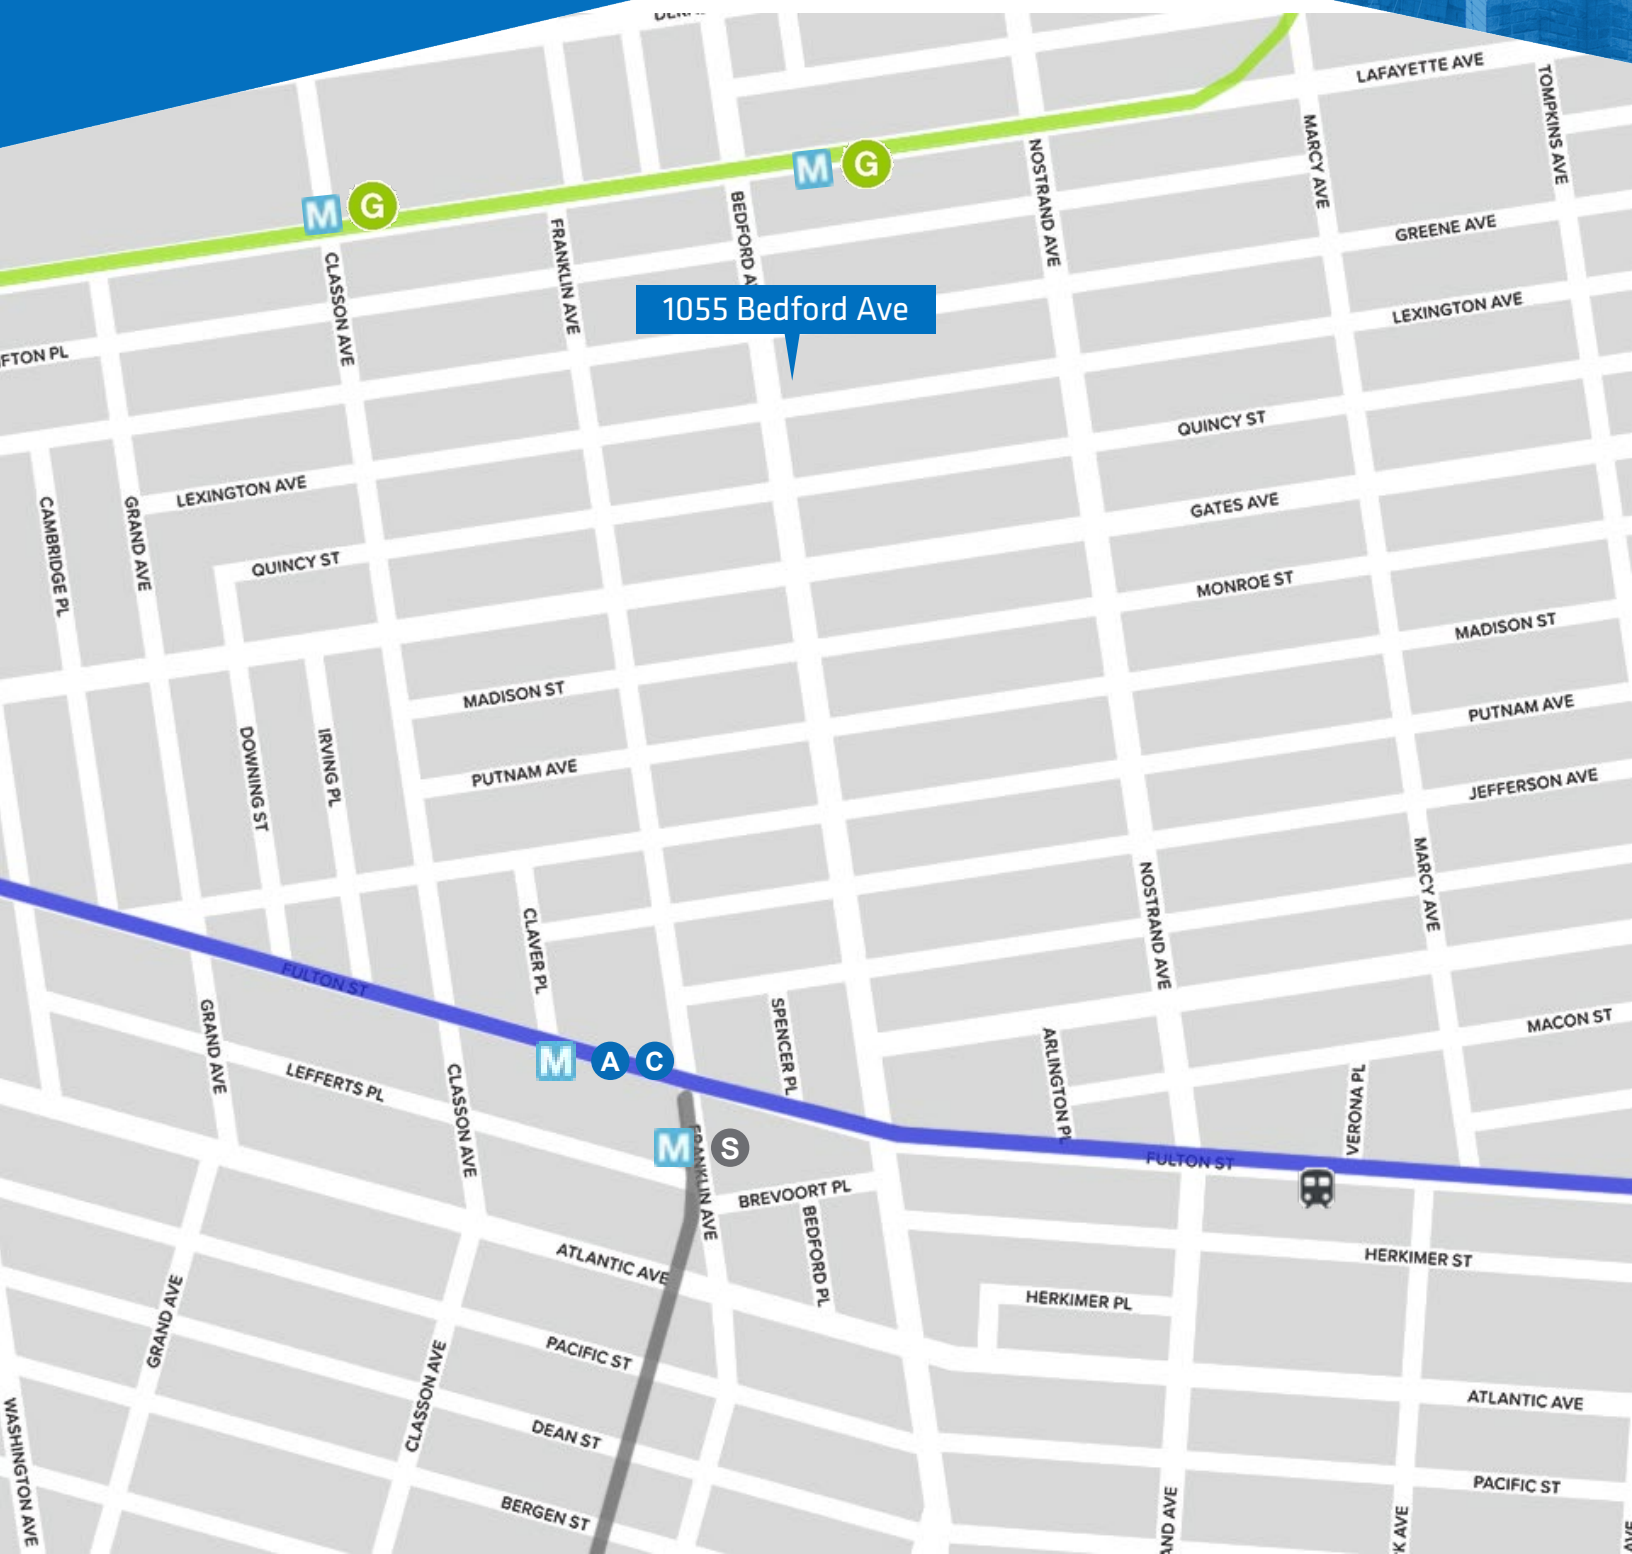 LAFAYETTE AVE
TOMPKINS AVE
MARCY AVE
NOSTRAND AVE
M G
BEDFORD
M G
FRANKLIN AVE
CLASSON AVE
GREENE AVE
LEXINGTON AVE
1055 Bedford Ave
PL
QUINCY ST
LEXINGTON AVE
GATES AVE
CAMBRIDGE PL
GRAND AVE
QUINCY ST
MONROE ST
MADISON ST
MADISON ST
PUTNAM AVE
DOWNING ST
IRVING PL
PUTNAM AVE
JEFFERSON AVE
MARCY AVE
NOSTRAND AVE
CLAVER PL
FULTON ST
GRAND AVE
SPENCER PL
MACON ST
ARLINGTON PL
M A C
LEFFERTS PL
CLASSON AVE
VERONA PL
M S
FRANKLIN AVE
FULTON ST
BREVOORT PL
BEDFORD PL
ATLANTIC AVE
HERKIMER ST
HERKIMER PL
GRAND AVE
PACIFIC ST
CLASSON AVE
ATLANTIC AVE
WASHINGTON AVE
DEAN ST
PACIFIC ST
BERGEN ST
AVE
AVE
AVE